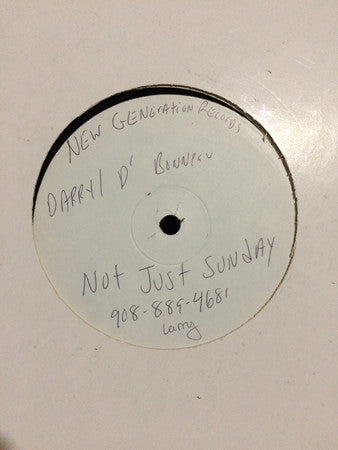 New Generation Records
Darryl D' Bonneau
Not Just Sunday
908-889-4681
Larry